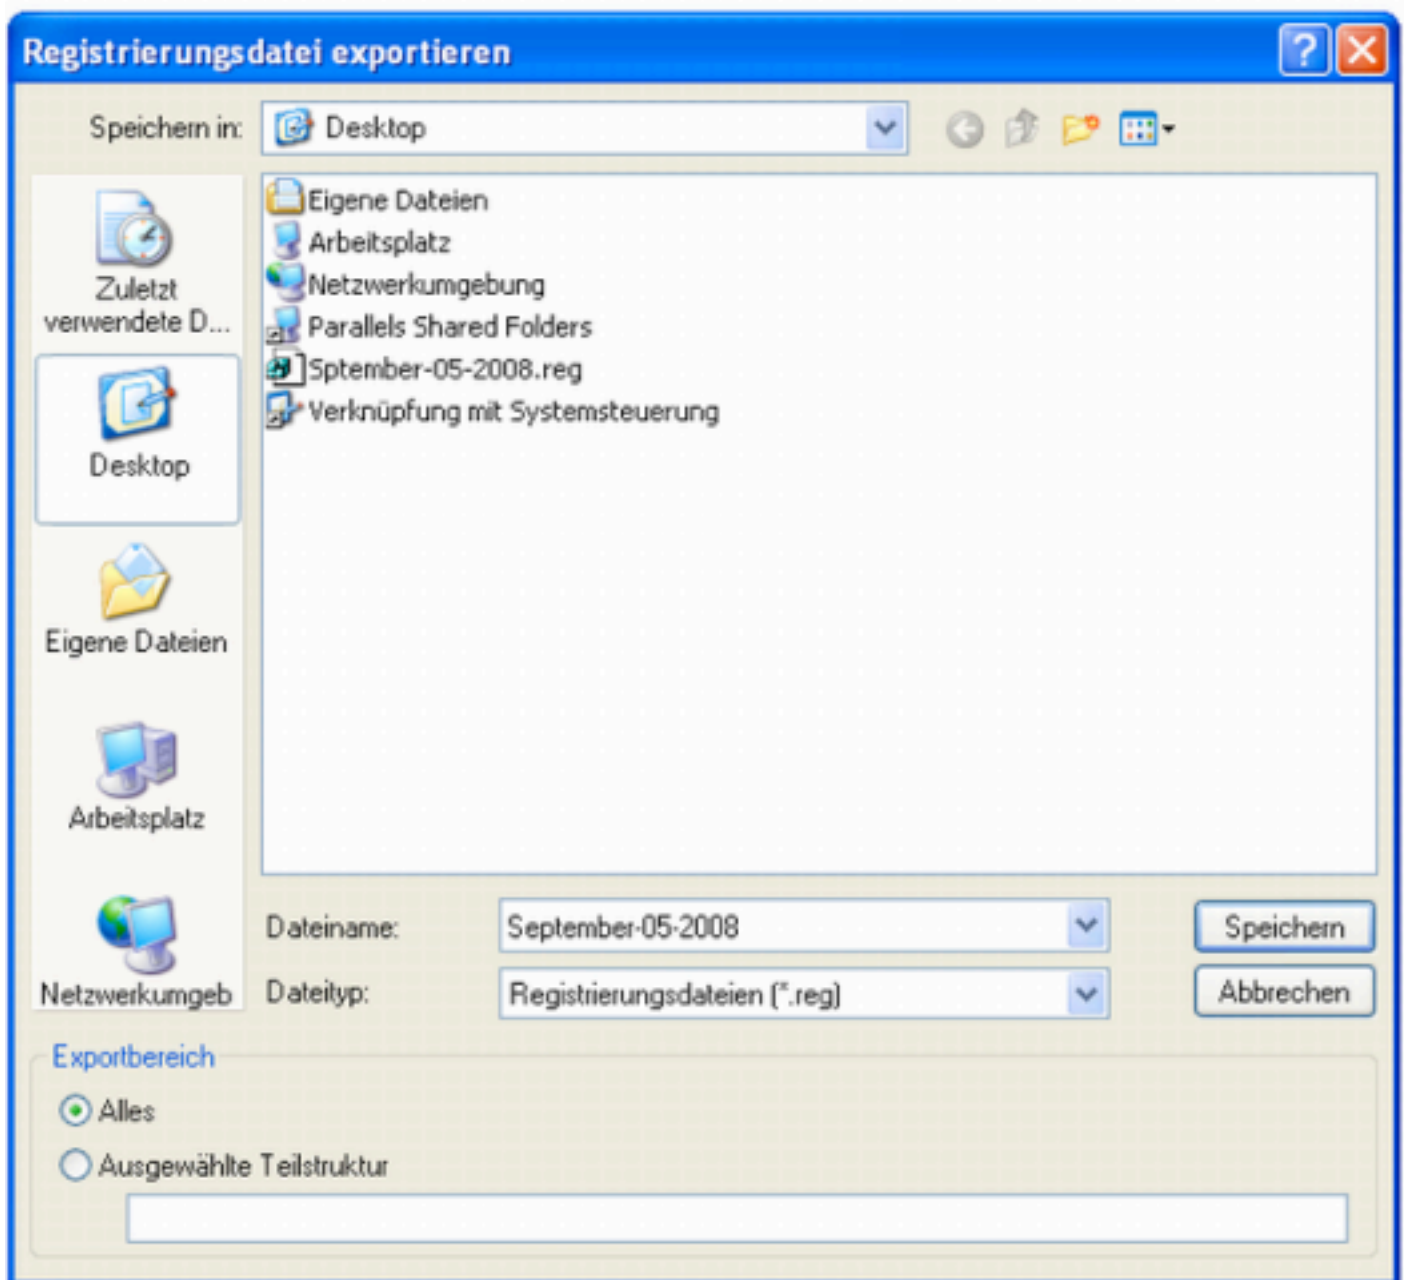 Registrierungsdatei exportieren
Speichern in:
Desktop
Zuletzt
verwendete D...
Desktop
Eigene Dateien
Arbeitsplatz
Netzwerkumgeb
Eigene Dateien
Arbeitsplatz
Netzwerkumgebung
Parallels Shared Folders
Sptember-05-2008.reg
Verknüpfung mit Systemsteuerung
Dateiname:
September-05-2008
Speichern
Dateityp:
Registrierungsdateien (*.reg)
Abbrechen
Exportbereich
Alles
Ausgewählte Teilstruktur